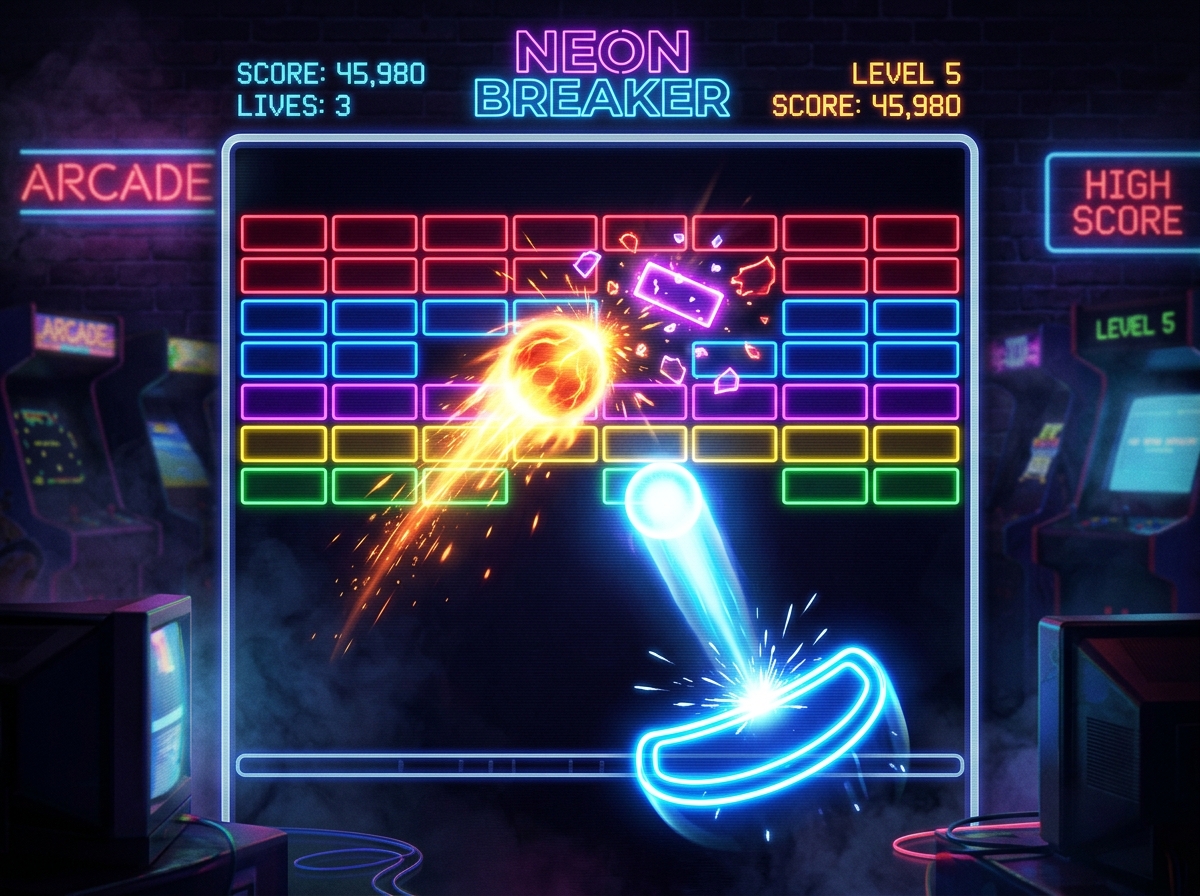 NEON
BREAKER
SCORE: 45,980
LIVES: 3
LEVEL 5
SCORE: 45,980
ARCADE
HIGH
SCORE
ARCADE
LEVEL 5